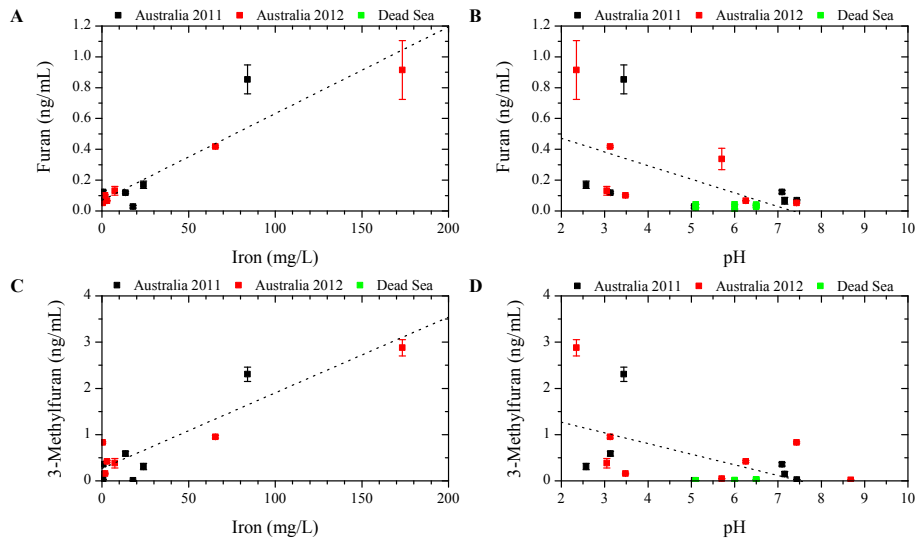 A
Australia 2011 Australia 2012 Dead Sea
1.2
1.0
0.8
0.6
0.4
0.2
0.0
Furan (ng/mL)
0 50 100 150 200
Iron (mg/L)
B
Australia 2011 Australia 2012 Dead Sea
1.2
1.0
0.8
0.6
0.4
0.2
0.0
Furan (ng/mL)
2 3 4 5 6 7 8 9 10
pH
C
Australia 2011 Australia 2012 Dead Sea
4
3
2
1
0
3-Methylfuran (ng/mL)
0 50 100 150 200
Iron (mg/L)
D
Australia 2011 Australia 2012 Dead Sea
4
3
2
1
0
3-Methylfuran (ng/mL)
2 3 4 5 6 7 8 9 10
pH